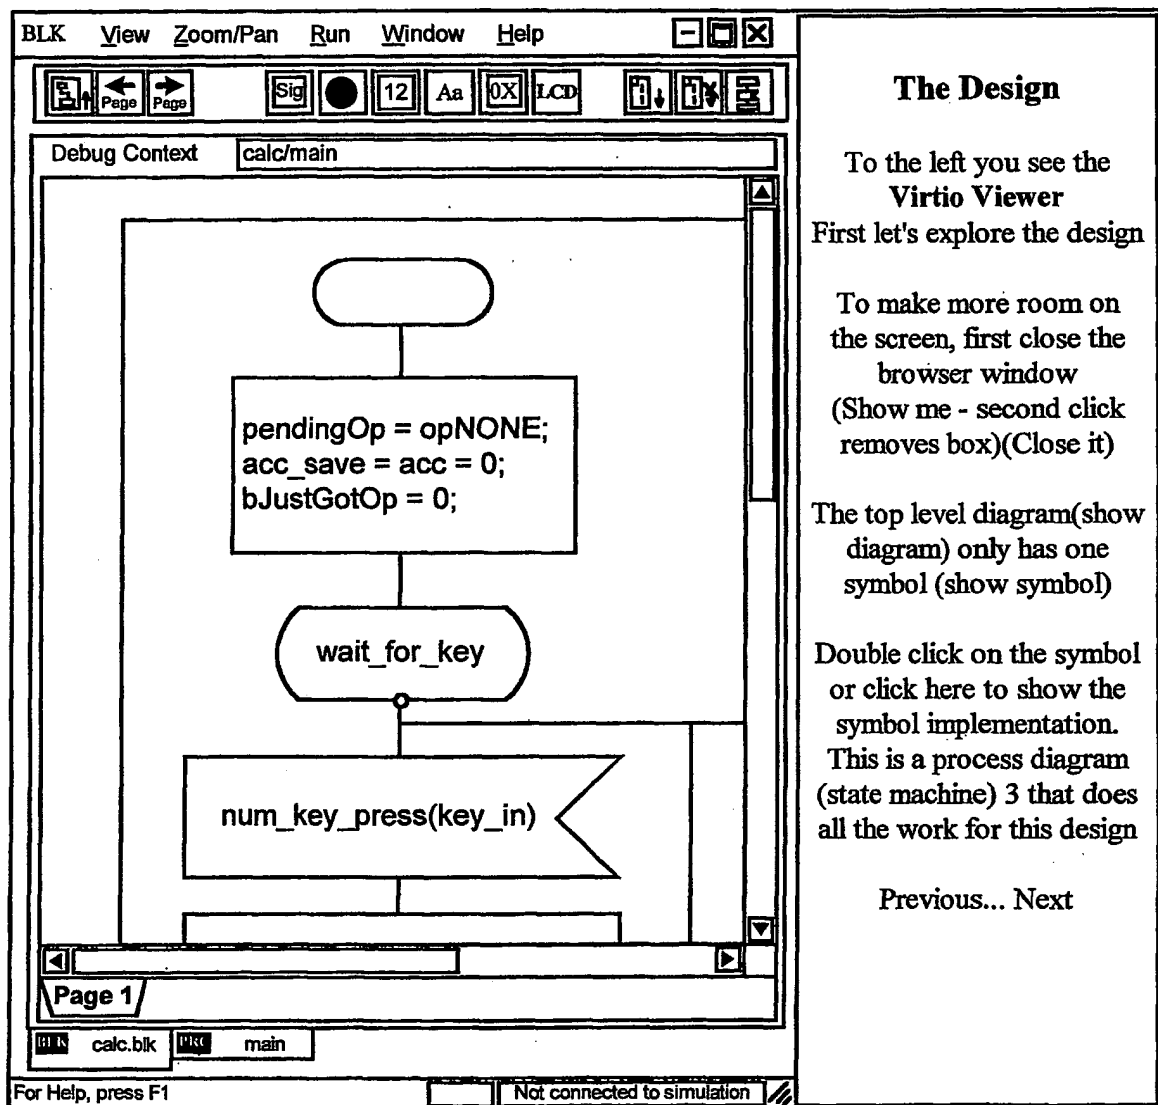 BLK View Zoom/Pan Run Window Help
Page Page Sig 12 Aa 0X LCD
Debug Context calc/main
pendingOp = opNONE;
acc_save = acc = 0;
bJustGotOp = 0;
wait_for_key
num_key_press(key_in)
Page 1
BLK calc.blk PRC main
For Help, press F1 Not connected to simulation
The Design
To the left you see the
Virtio Viewer
First let's explore the design
To make more room on
the screen, first close the
browser window
(Show me - second click
removes box)(Close it)
The top level diagram(show
diagram) only has one
symbol (show symbol)
Double click on the symbol
or click here to show the
symbol implementation.
This is a process diagram
(state machine) 3 that does
all the work for this design
Previous... Next